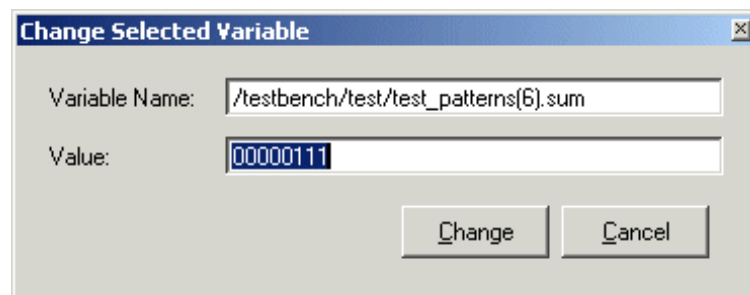 Change Selected Variable
Variable Name: /testbench/test/test_patterns(6).sum
Value: 00000111
Change Cancel